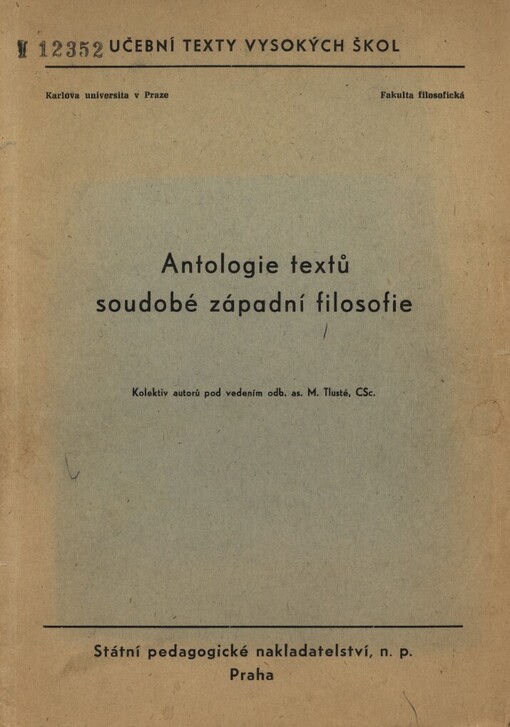 V 12352 UČEBNÍ TEXTY VYSOKÝCH ŠKOL
Karlova universita v Praze Fakulta filosofická
Antologie textů
soudobé západní filosofie
Kolektiv autorů pod vedením odb. as. M. Tlusté, CSc.
Státní pedagogické nakladatelství, n. p.
Praha